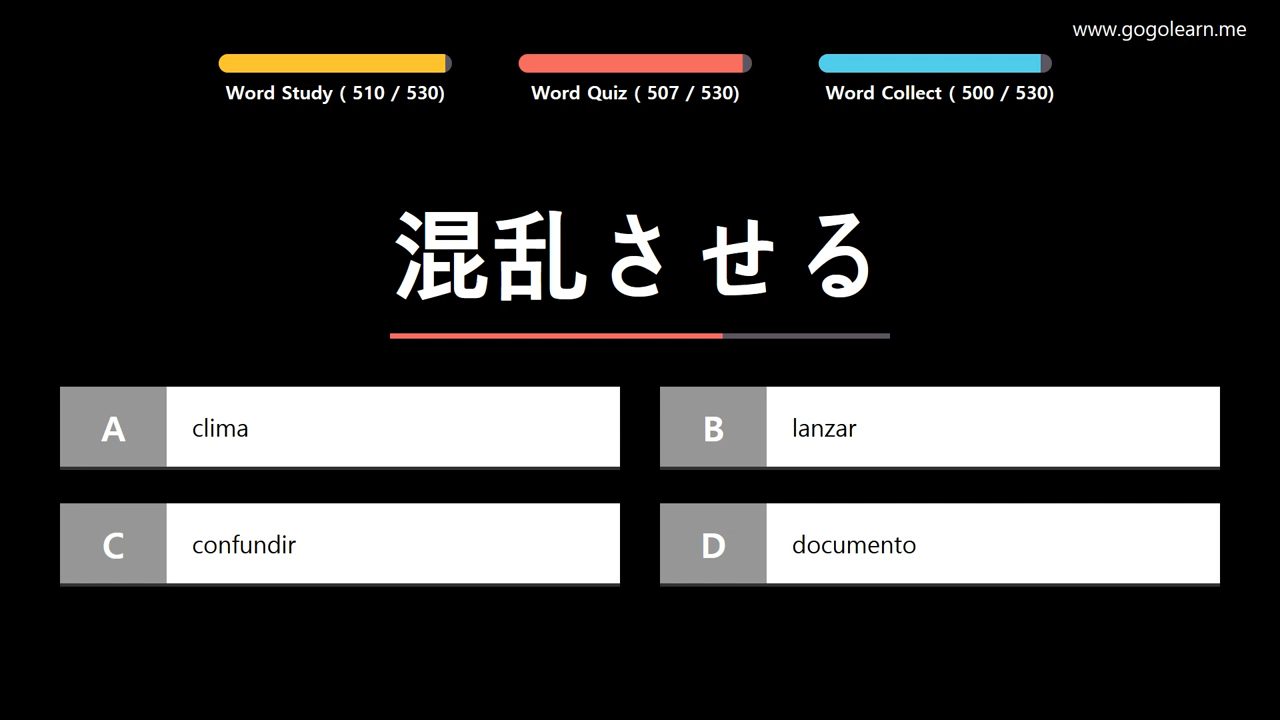 www.gogolearn.me
Word Study ( 510 / 530)
Word Quiz ( 507 / 530)
Word Collect ( 500 / 530)
混乱させる
A clima
B lanzar
C confundir
D documento